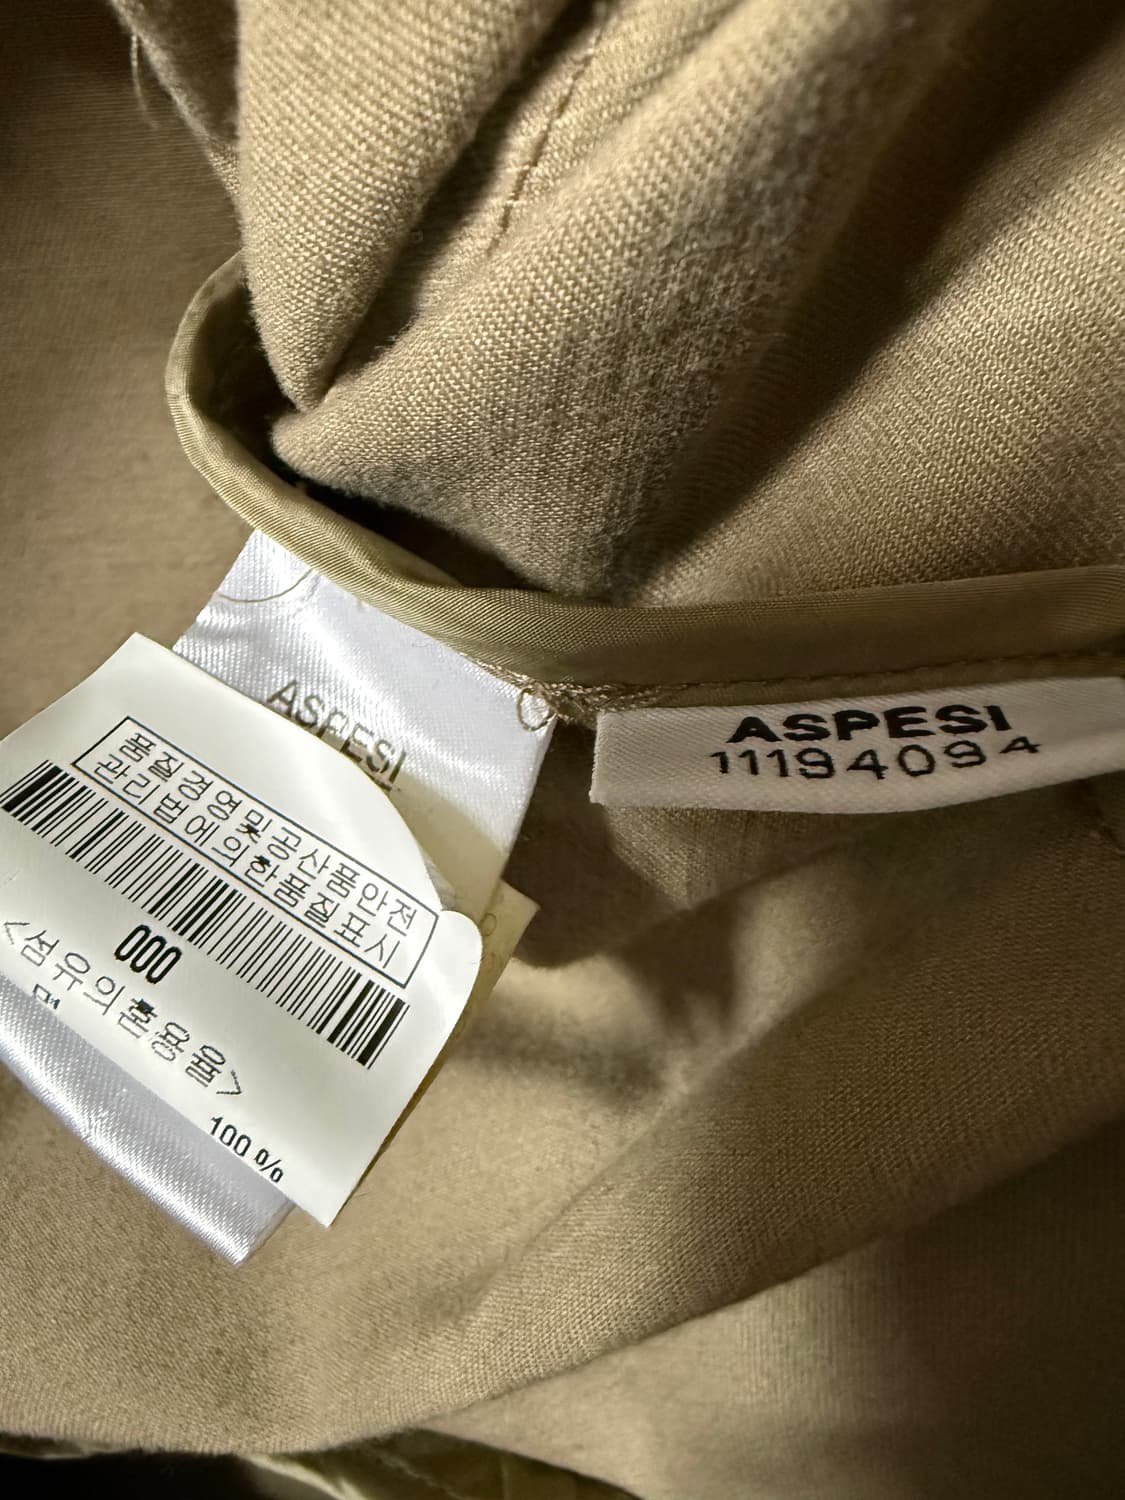 ASPESI
품질경영및공산품안전
관리법에의한품질표시
000
<섬유의혼용율>
면
100%
ASPESI
11194094